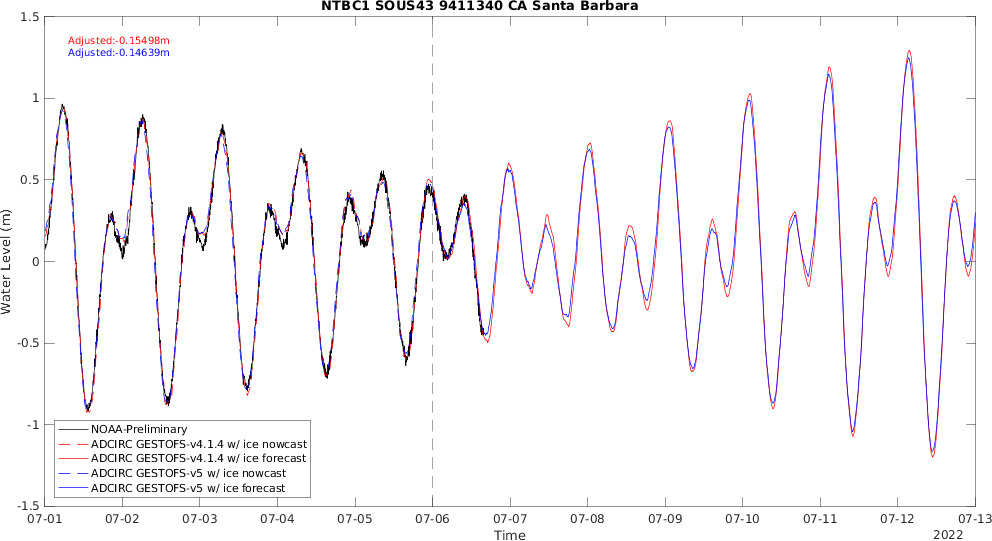 NTBC1 SOUS43 9411340 CA Santa Barbara
Adjusted:-0.15498m
Adjusted:-0.14639m
1.5
1
0.5
0
-0.5
-1
-1.5
Water Level (m)
NOAA-Preliminary
ADCIRC GESTOFS-v4.1.4 w/ ice nowcast
ADCIRC GESTOFS-v4.1.4 w/ ice forecast
ADCIRC GESTOFS-v5 w/ ice nowcast
ADCIRC GESTOFS-v5 w/ ice forecast
07-01 07-02 07-03 07-04 07-05 07-06 07-07 07-08 07-09 07-10 07-11 07-12 07-13
Time
2022